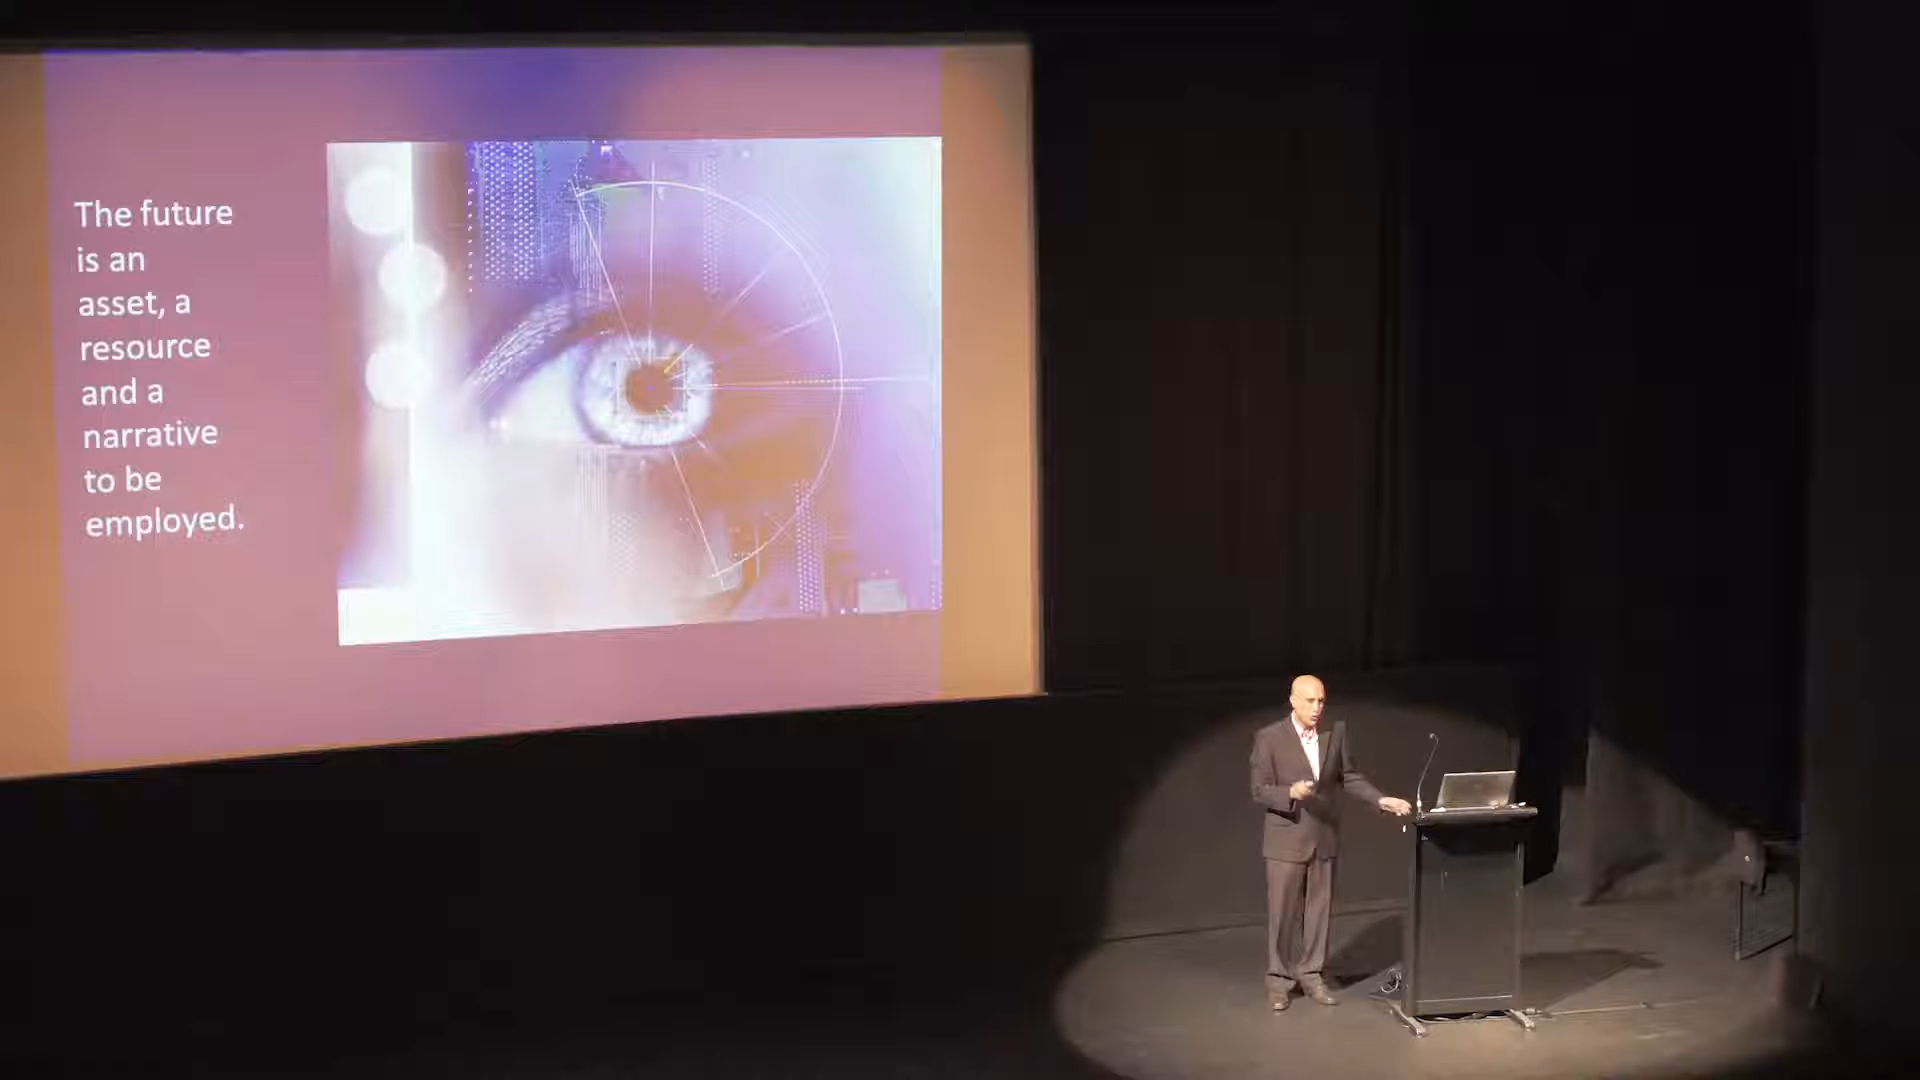 The future
is an
asset, a
resource
and a
narrative
to be
employed.